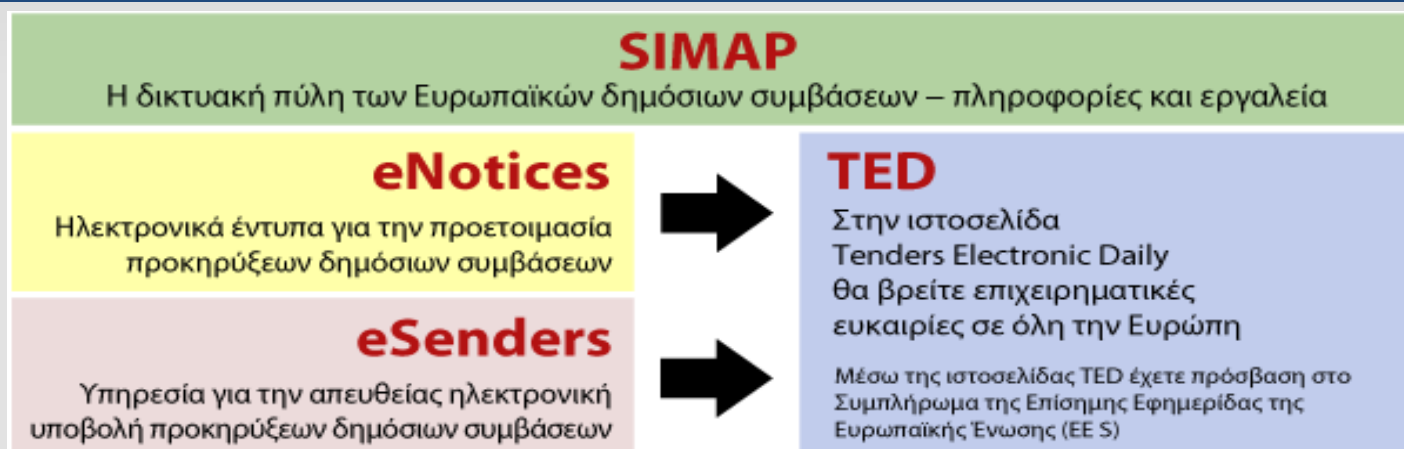 SIMAP
Η δικτυακή πύλη των Ευρωπαϊκών δημόσιων συμβάσεων – πληροφορίες και εργαλεία
eNotices
Ηλεκτρονικά έντυπα για την προετοιμασία
προκηρύξεων δημόσιων συμβάσεων
eSenders
Υπηρεσία για την απευθείας ηλεκτρονική
υποβολή προκηρύξεων δημόσιων συμβάσεων
TED
Στην ιστοσελίδα
Tenders Electronic Daily
θα βρείτε επιχειρηματικές
ευκαιρίες σε όλη την Ευρώπη
Μέσω της ιστοσελίδας TED έχετε πρόσβαση στο
Συμπλήρωμα της Επίσημης Εφημερίδας της
Ευρωπαϊκής Ένωσης (ΕΕ S)